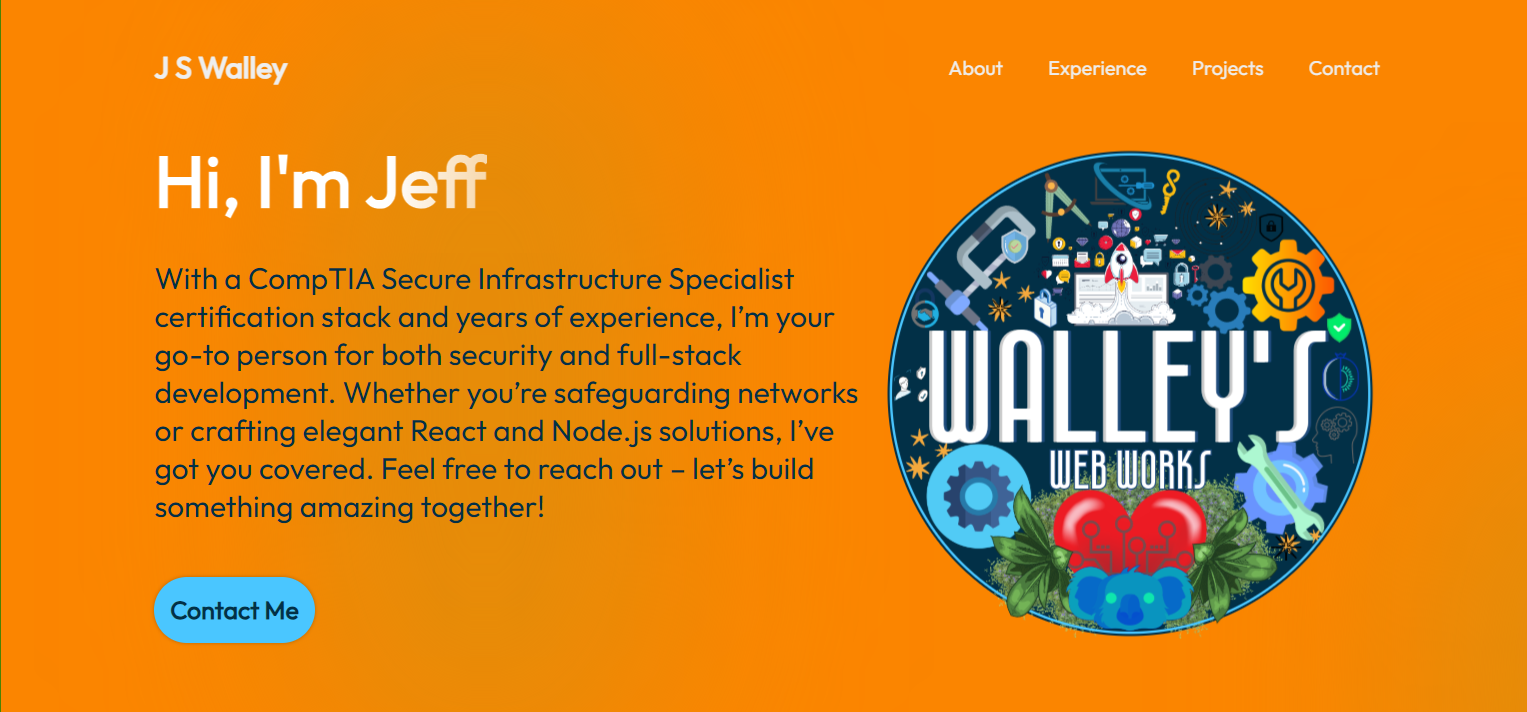 J S Walley
About Experience Projects Contact
Hi, I'm Jeff
With a CompTIA Secure Infrastructure Specialist
certification stack and years of experience, I’m your
go-to person for both security and full-stack
development. Whether you’re safeguarding networks
or crafting elegant React and Node.js solutions, I’ve
got you covered. Feel free to reach out – let’s build
something amazing together!
Contact Me
WALLEY'S
WEB WORKS